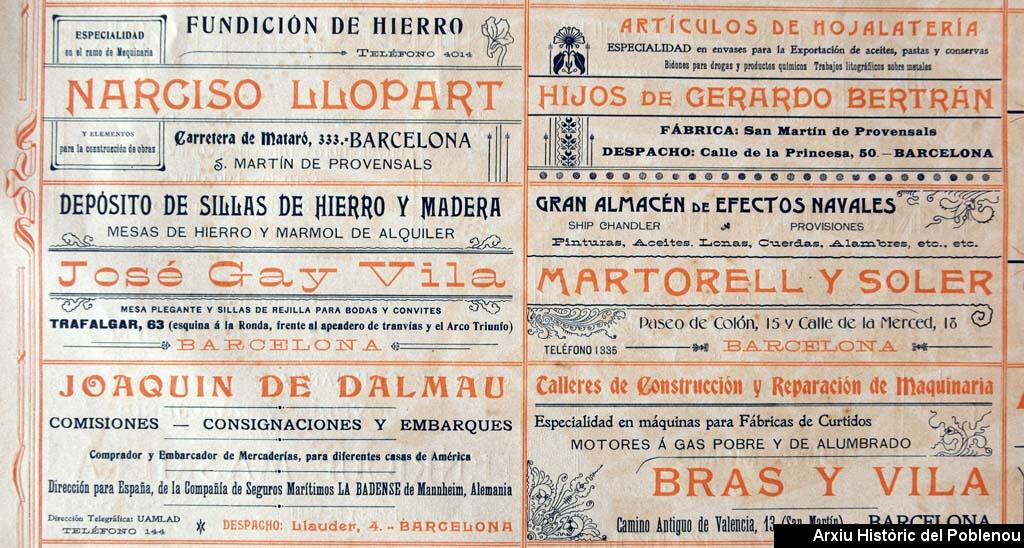 ESPECIALIDAD
en el ramo de Maquinaria
FUNDICIÓN DE HIERRO
TELÉFONO 4014
NARCISO LLOPART
Y ELEMENTOS
para la construcción de obras
Carretera de Mataró, 333.-BARCELONA
S. MARTÍN DE PROVENSALS
DEPÓSITO DE SILLAS DE HIERRO Y MADERA
MESAS DE HIERRO Y MARMOL DE ALQUILER
José Gay Vila
MESA PLEGANTE Y SILLAS DE REJILLA PARA BODAS Y CONVITES
TRAFALGAR, 63 (esquina á la Ronda, frente al apeadero de tranvías y el Arco Triunfo)
BARCELONA
JOAQUIN DE DALMAU
COMISIONES — CONSIGNACIONES Y EMBARQUES
Comprador y Embarcador de Mercaderías, para diferentes casas de América
Dirección para España, de la Compañía de Seguros Marítimos LA BADENSE de Mannheim, Alemania
Dirección Telegráfica: UAMLAD
TELÉFONO 144
DESPACHO: Llauder, 4. - BARCELONA
ARTÍCULOS DE HOJALATERÍA
ESPECIALIDAD en envases para la Exportación de aceites, pastas y conservas
Bidones para drogas y productos químicos Trabajos litográficos sobre metales
HIJOS DE GERARDO BERTRÁN
FÁBRICA: San Martín de Provensals
DESPACHO: Calle de la Princesa, 50. — BARCELONA
GRAN ALMACÉN DE EFECTOS NAVALES
SHIP CHANDLER PROVISIONES
Pinturas, Aceites, Lonas, Cuerdas, Alambres, etc., etc.
MARTORELL Y SOLER
Paseo de Colón, 15 y Calle de la Merced, 18
TELÉFONO 1335
BARCELONA
Talleres de Construcción y Reparación de Maquinaria
Especialidad en máquinas para Fábricas de Curtidos
MOTORES Á GAS POBRE Y DE ALUMBRADO
BRAS Y VILA
Camino Antiguo de Valencia, 13 (San Martín) BARCELONA
Arxiu Històric del Poblenou